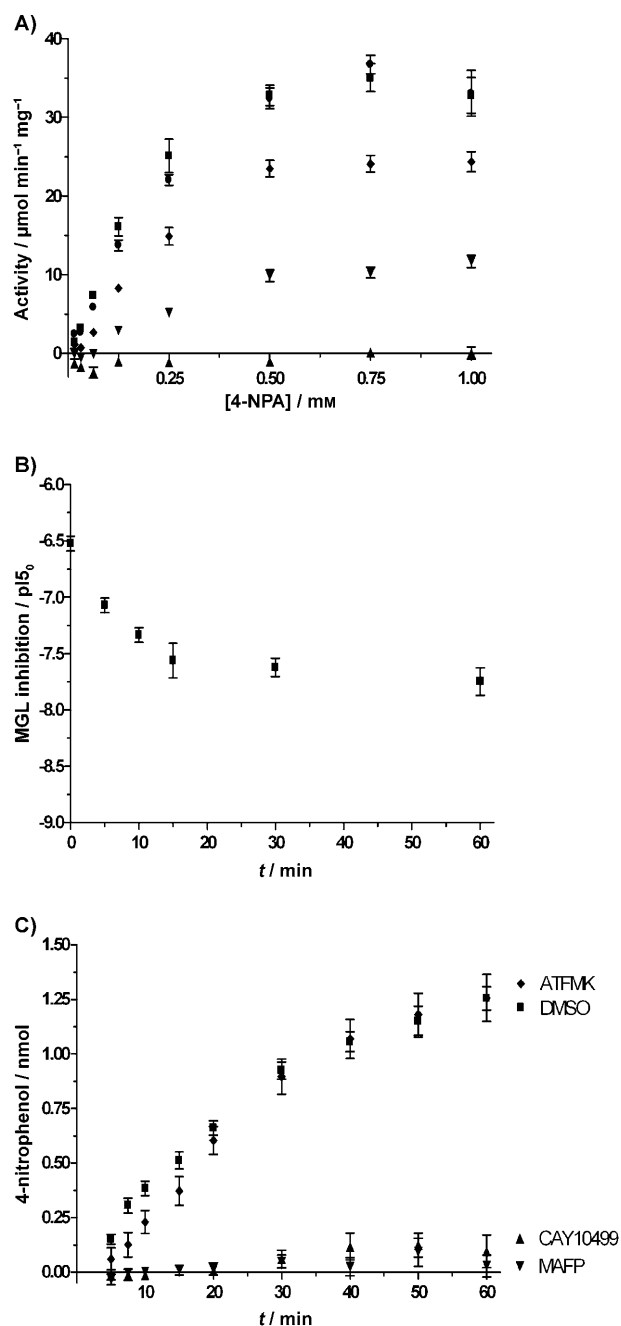 A)
40
30
20
10
0
Activity / µmol min⁻¹ mg⁻¹
0.25 0.50 0.75 1.00
[4-NPA] / mM
B)
-6.0
-6.5
-7.0
-7.5
-8.0
-8.5
-9.0
MGL inhibition / pI5₀
0 10 20 30 40 50 60
t / min
C)
1.50
1.25
1.00
0.75
0.50
0.25
0.00
4-nitrophenol / nmol
ATFMK
DMSO
CAY10499
MAFP
10 20 30 40 50 60
t / min